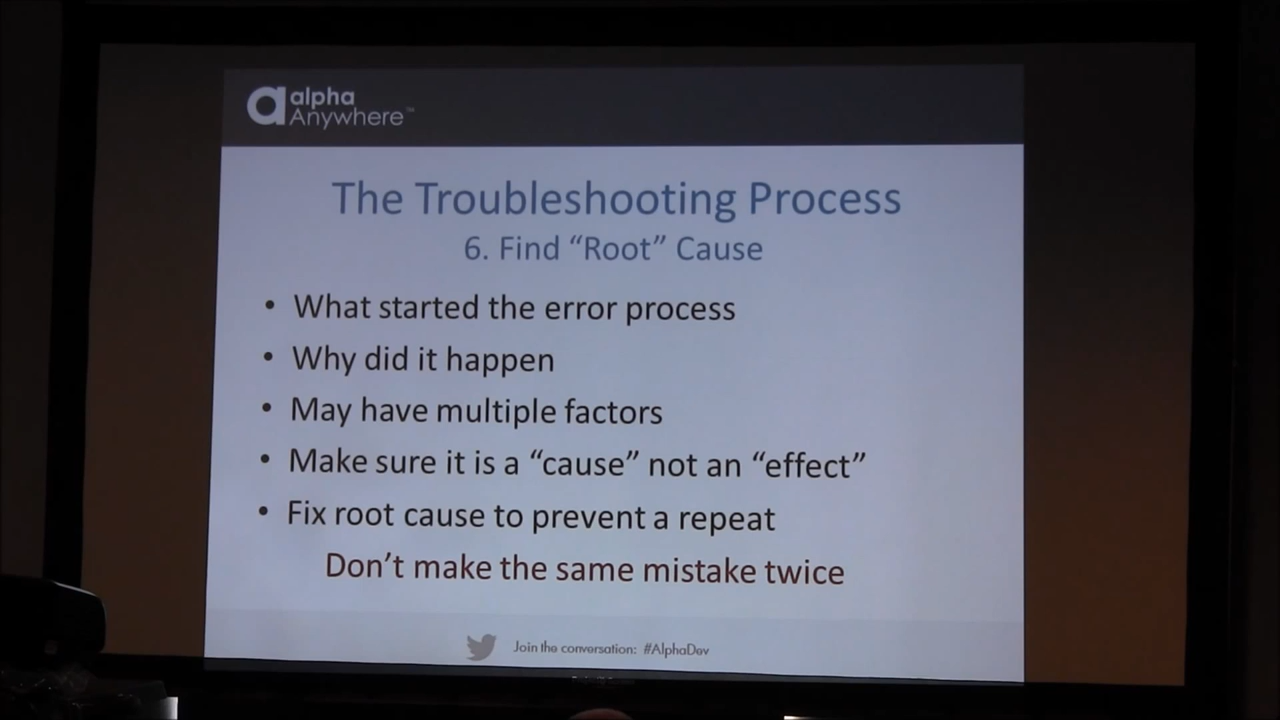 alpha
Anywhere™
The Troubleshooting Process
6. Find “Root” Cause
• What started the error process
• Why did it happen
• May have multiple factors
• Make sure it is a “cause” not an “effect”
• Fix root cause to prevent a repeat
Don’t make the same mistake twice
Join the conversation: #AlphaDev